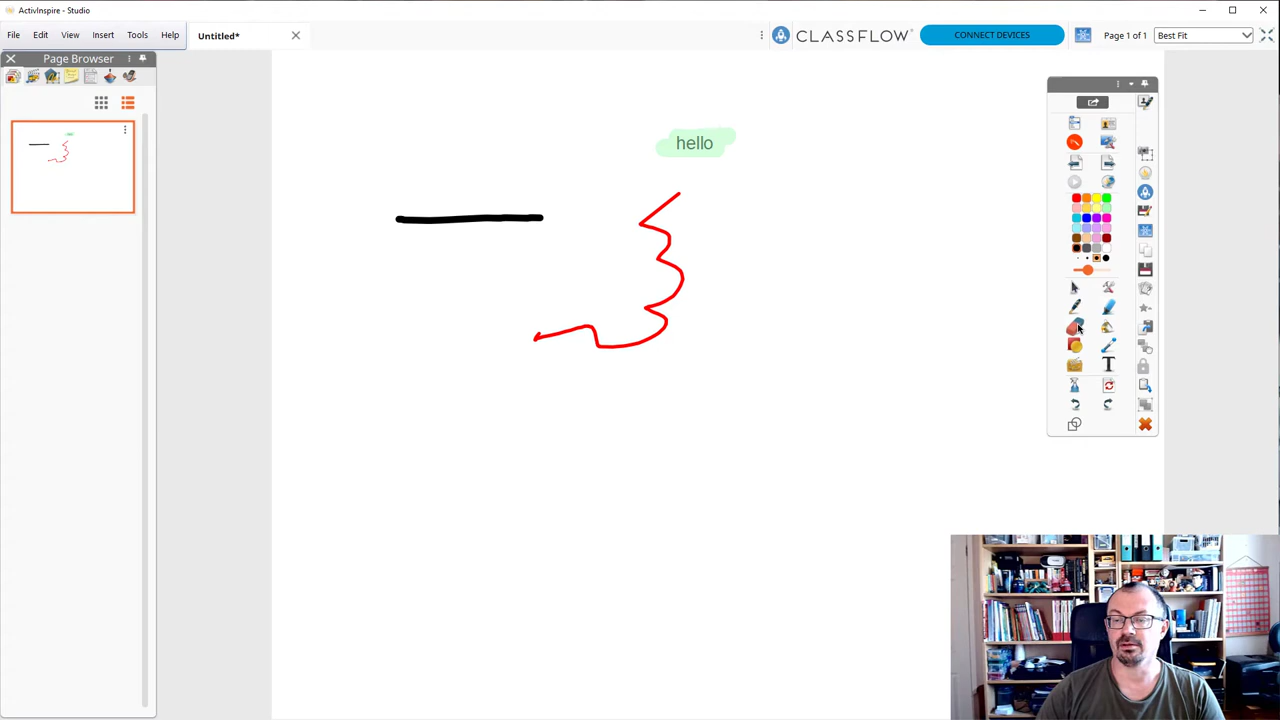 ActivInspire - Studio
File Edit View Insert Tools Help
Untitled*
CLASSFLOW
CONNECT DEVICES
Page 1 of 1
Best Fit
Page Browser
hello
T